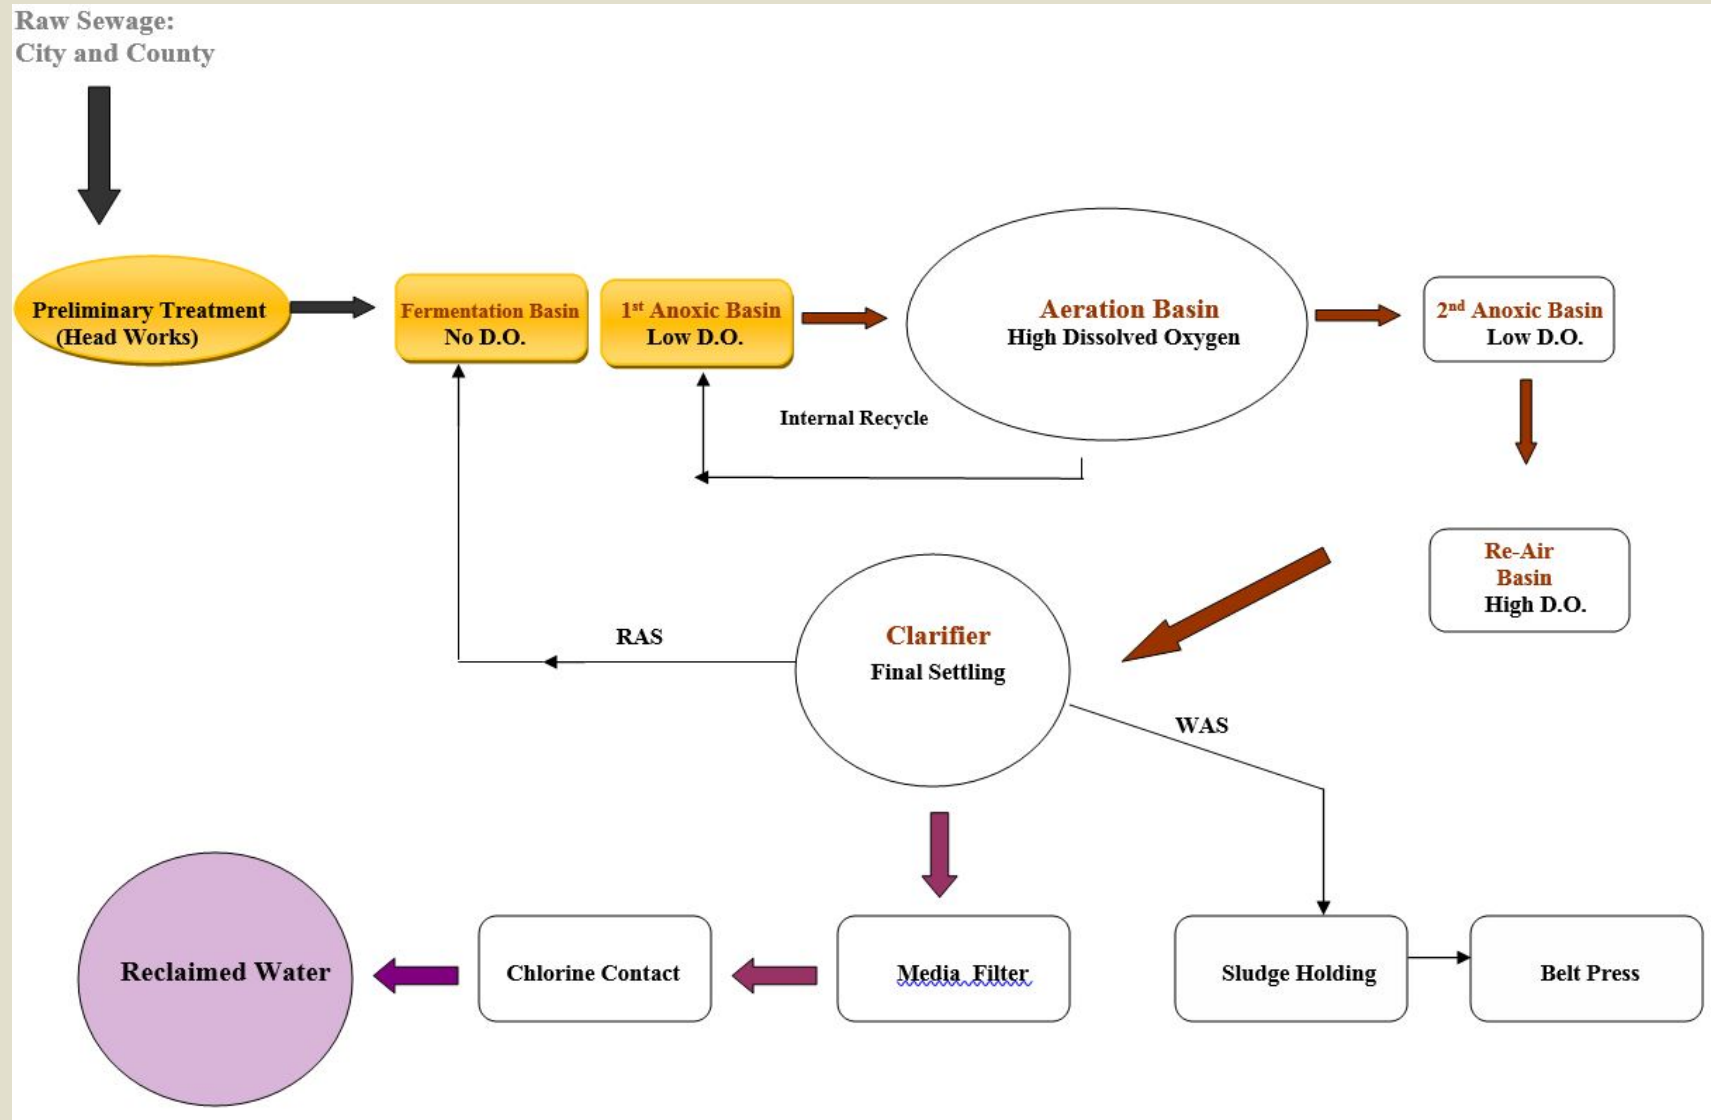 Raw Sewage:
City and County
Preliminary Treatment
(Head Works)
Fermentation Basin
No D.O.
1st Anoxic Basin
Low D.O.
Aeration Basin
High Dissolved Oxygen
2nd Anoxic Basin
Low D.O.
Internal Recycle
Re-Air
Basin
High D.O.
RAS
Clarifier
Final Settling
WAS
Reclaimed Water
Chlorine Contact
Media Filter
Sludge Holding
Belt Press